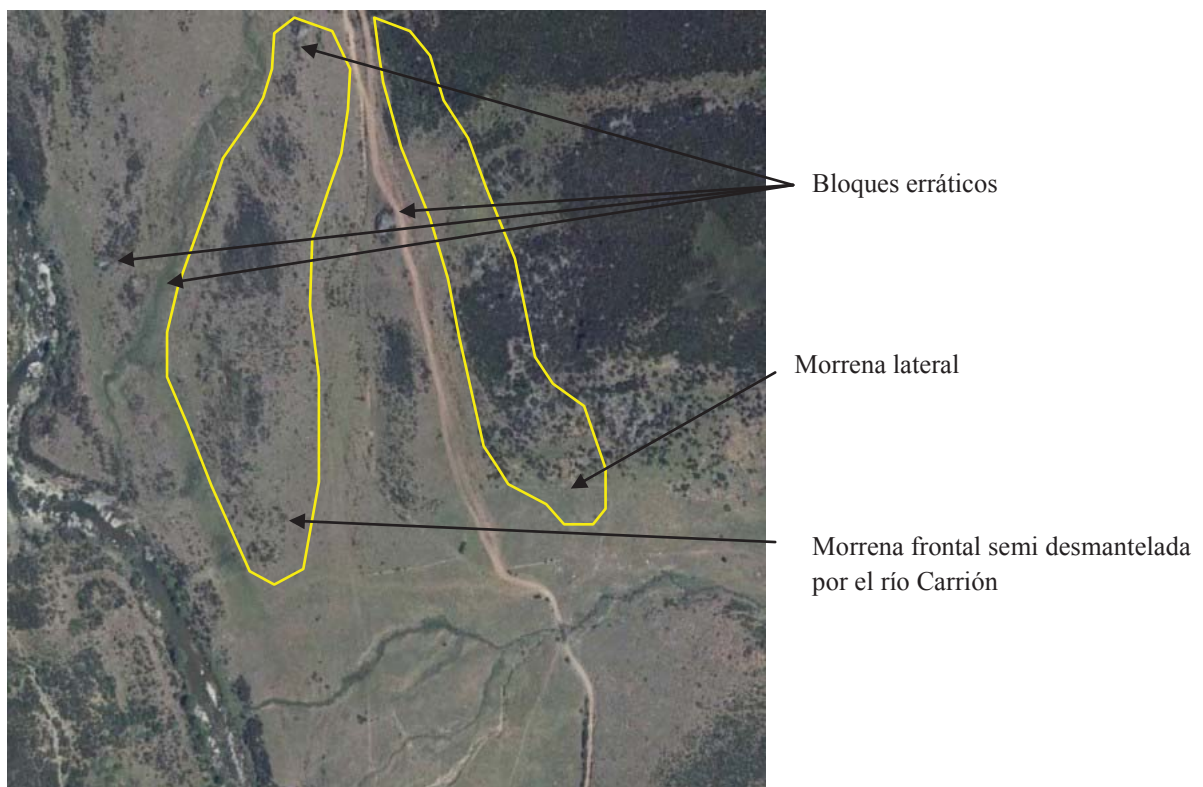 Bloques erráticos
Morrena lateral
Morrena frontal semi desmantelada
por el río Carrión